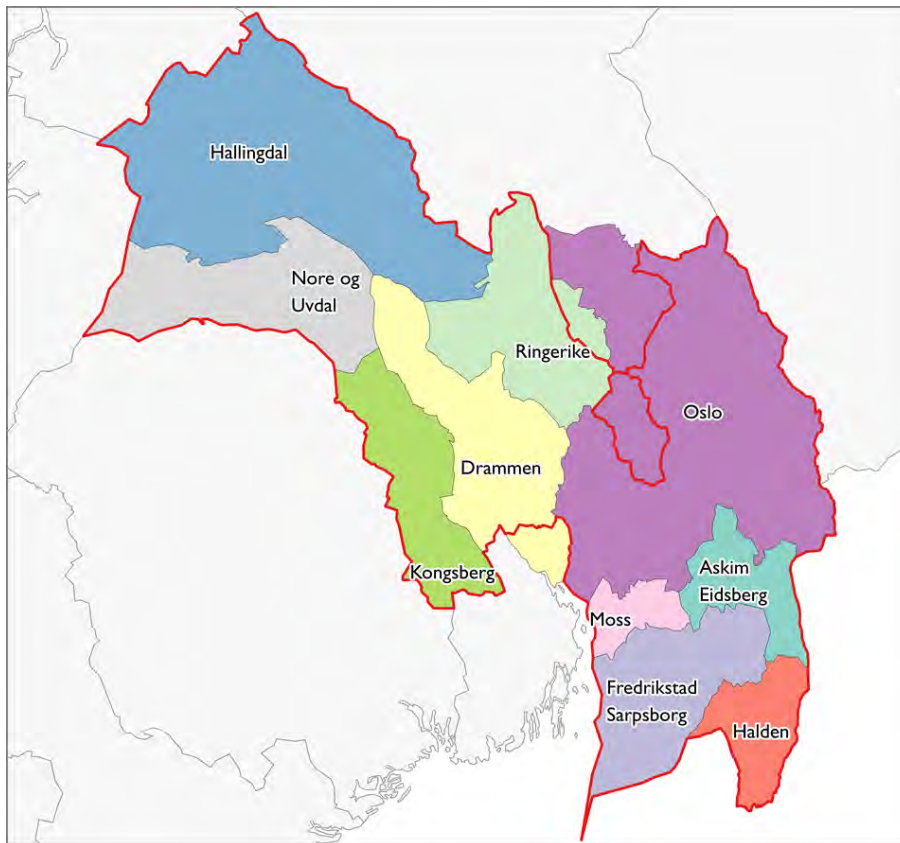 Hallingdal
Nore og
Uvdal
Ringerike
Oslo
Drammen
Kongsberg
Askim
Eidsberg
Moss
Fredrikstad
Sarpsborg
Halden